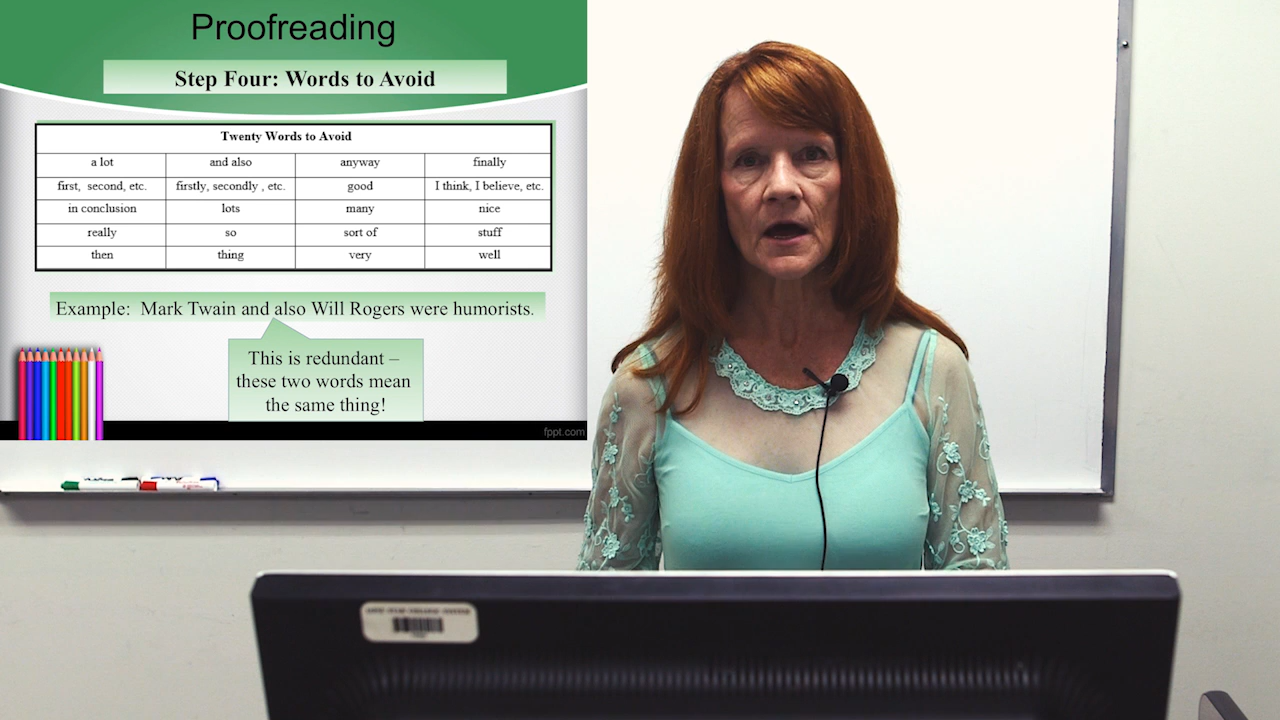 Proofreading
Step Four: Words to Avoid
Twenty Words to Avoid
a lot and also anyway finally
first, second, etc. firstly, secondly , etc. good I think, I believe, etc.
in conclusion lots many nice
really so sort of stuff
then thing very well
Example: Mark Twain and also Will Rogers were humorists.
This is redundant –
these two words mean
the same thing!
fppt.com